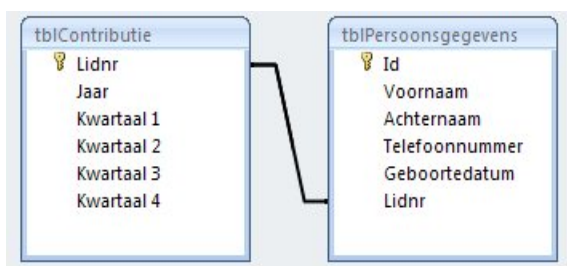 tblContributie
Lidnr
Jaar
Kwartaal 1
Kwartaal 2
Kwartaal 3
Kwartaal 4
tblPersoonsgegevens
Id
Voornaam
Achternaam
Telefoonnummer
Geboortedatum
Lidnr